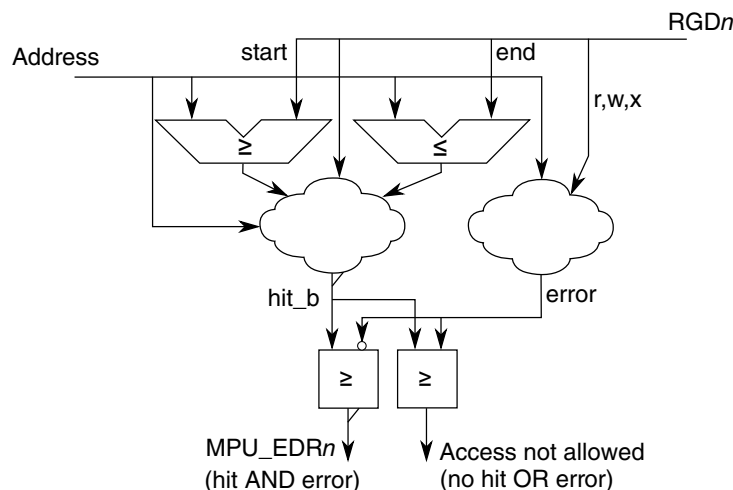 RGDn
Address
start
end
r,w,x
≥
≤
hit_b
error
≥
≥
MPU_EDRn
(hit AND error)
Access not allowed
(no hit OR error)